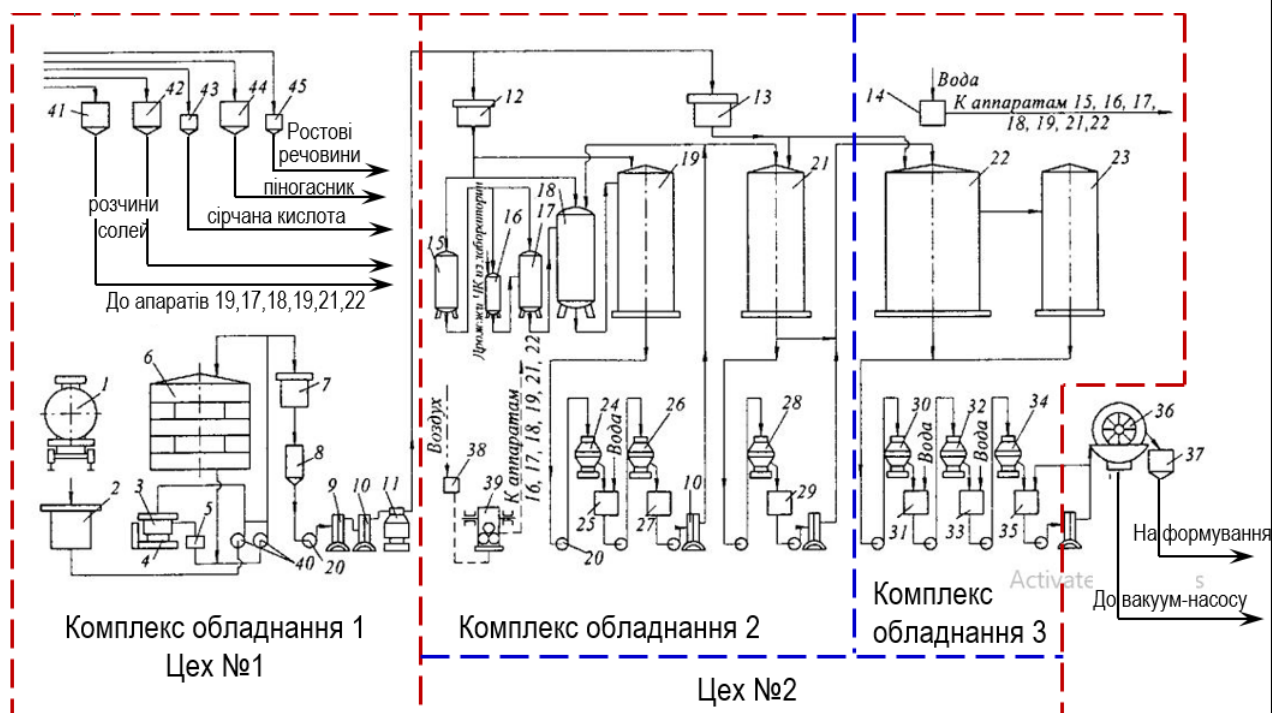 41
42
43
44
45
Ростові
речовини
піногасник
сірчана кислота
розчини
солей
До апаратів 19,17,18,19,21,22
12
13
14
Вода
К аппаратам 15, 16, 17,
18, 19, 21,22
15
Дрожжи ЧК из лаборатории
16
17
18
19
21
22
23
1
2
3
4
5
6
7
8
9
10
11
40
20
Воздух
38
39
К аппаратам
16, 17, 18, 19, 21, 22
24
Вода
26
28
25
27
10
29
20
30
Вода
32
Вода
34
31
33
35
36
37
На формування
Activate
s
До вакуум-насосу
Комплекс обладнання 1
Цех №1
Комплекс обладнання 2
Комплекс
обладнання 3
Цех №2